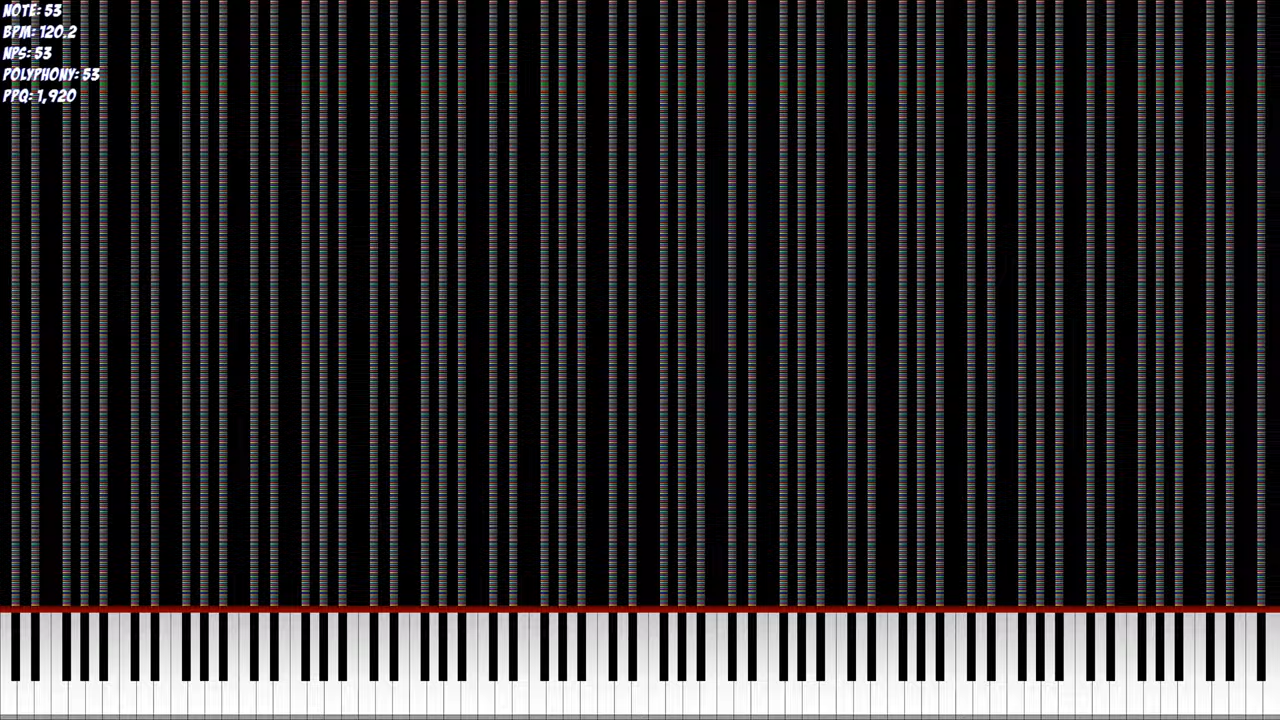 NOTE: 53
BPM: 120.2
NPS: 53
POLYPHONY: 53
PPQ: 1,920